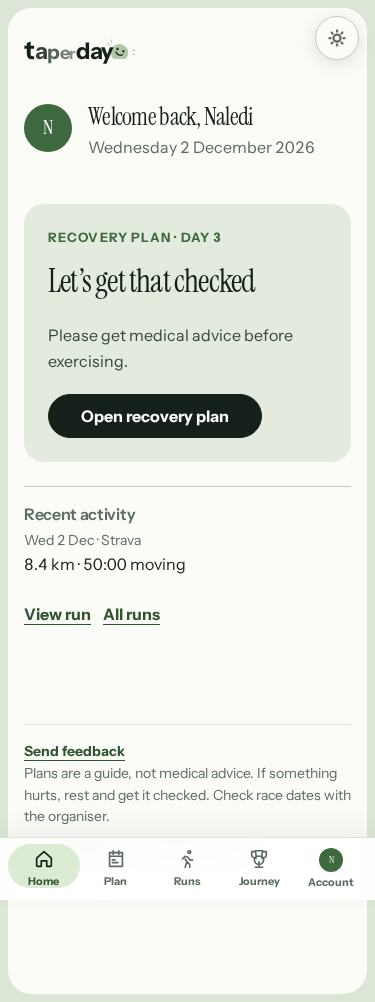 taperday
N
Welcome back, Naledi
Wednesday 2 December 2026
RECOVERY PLAN · DAY 3
Let’s get that checked
Please get medical advice before
exercising.
Open recovery plan
Recent activity
Wed 2 Dec · Strava
8.4 km · 50:00 moving
View run All runs
Send feedback
Plans are a guide, not medical advice. If something
hurts, rest and get it checked. Check race dates with
the organiser.
N
Home Plan Runs Journey Account